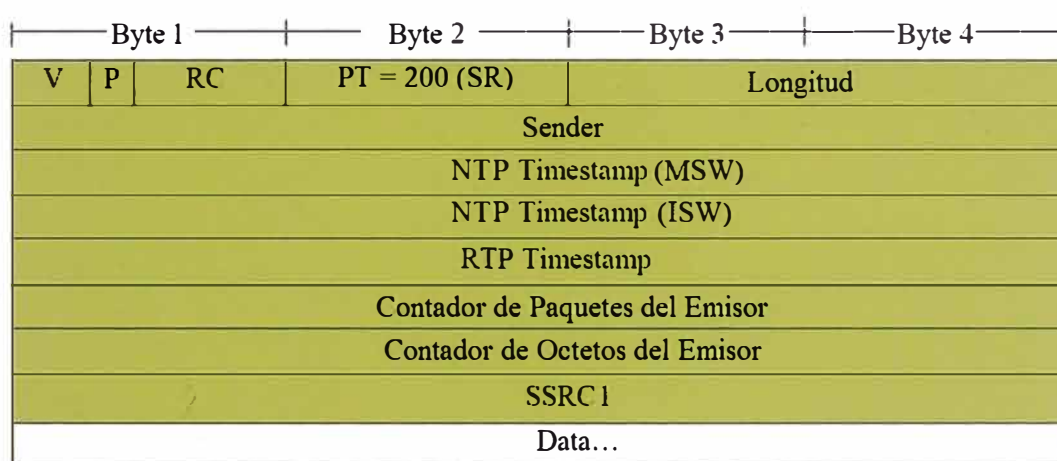 Byte 1 Byte 2 Byte 3 Byte 4
V P RC PT = 200 (SR) Longitud
Sender
NTP Timestamp (MSW)
NTP Timestamp (ISW)
RTP Timestamp
Contador de Paquetes del Emisor
Contador de Octetos del Emisor
SSRC 1
Data...